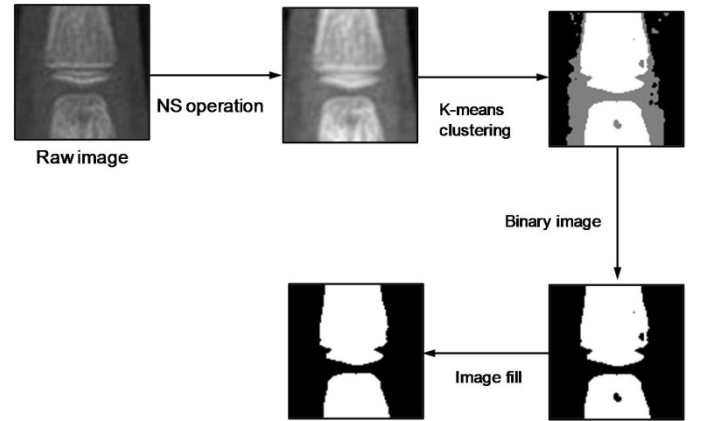 Raw image
NS operation
K-means
clustering
Binary image
Image fill